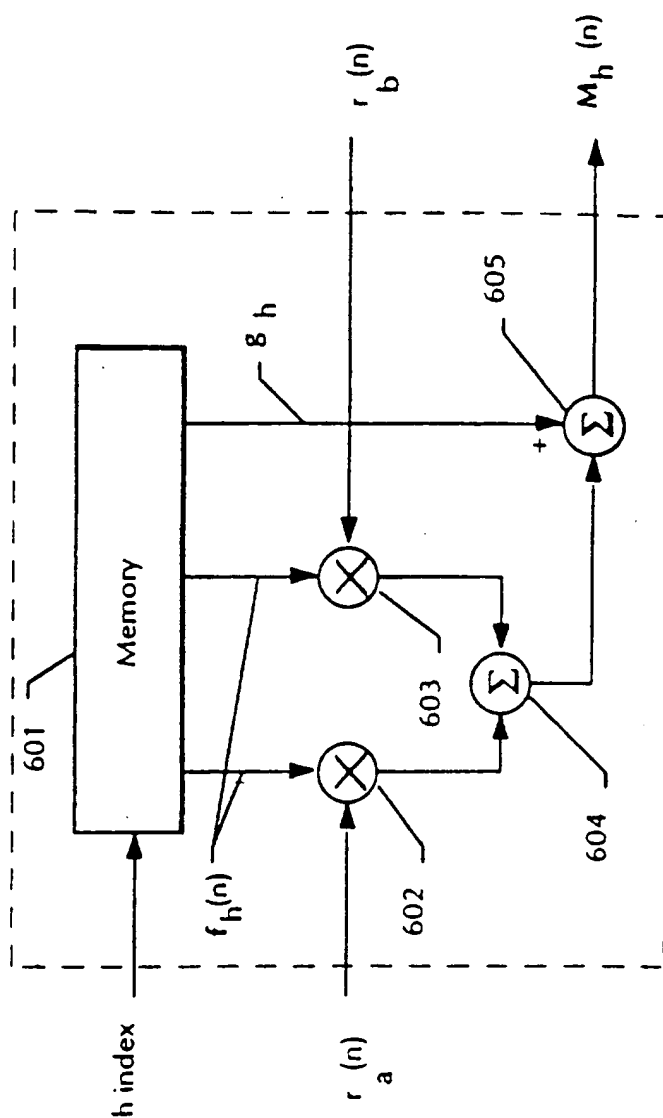 601
h index
Memory
f_h(n)
g_h
r_a(n)
r_b(n)
602
603
+
605
Σ
604
Σ
M_h(n)